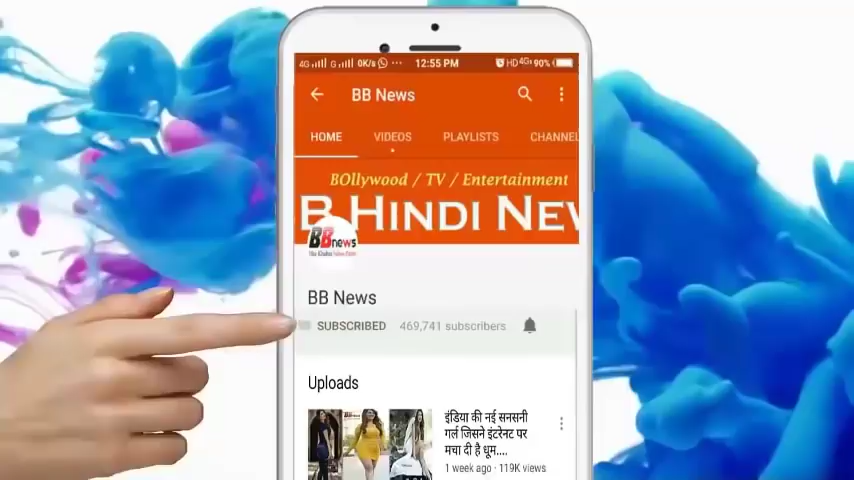 4G G 0K/s ... 12:55 PM HD 4G 90%
BB News
HOME VIDEOS PLAYLISTS CHANNEL
BOllywood / TV / Entertainment
B HINDI NEW
BBnews
BB News
SUBSCRIBED 469,741 subscribers
Uploads
इंडिया की नई सनसनी
गर्ल जिसने इंटरनेट पर
मचा दी है धूम....
1 week ago · 119K views